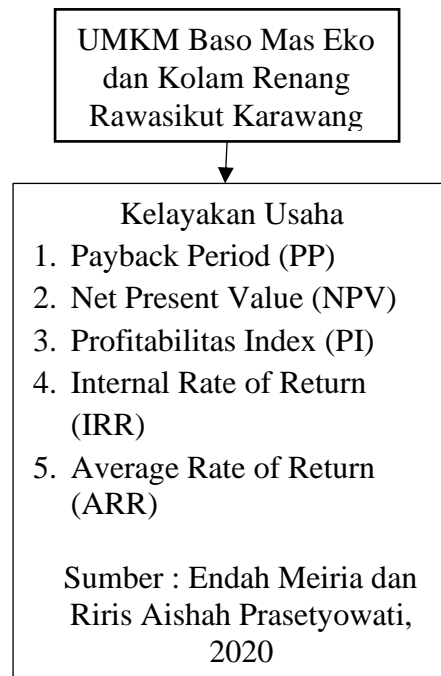 UMKM Baso Mas Eko
dan Kolam Renang
Rawasikut Karawang
Kelayakan Usaha
1. Payback Period (PP)
2. Net Present Value (NPV)
3. Profitabilitas Index (PI)
4. Internal Rate of Return
(IRR)
5. Average Rate of Return
(ARR)
Sumber : Endah Meiria dan
Riris Aishah Prasetyowati,
2020